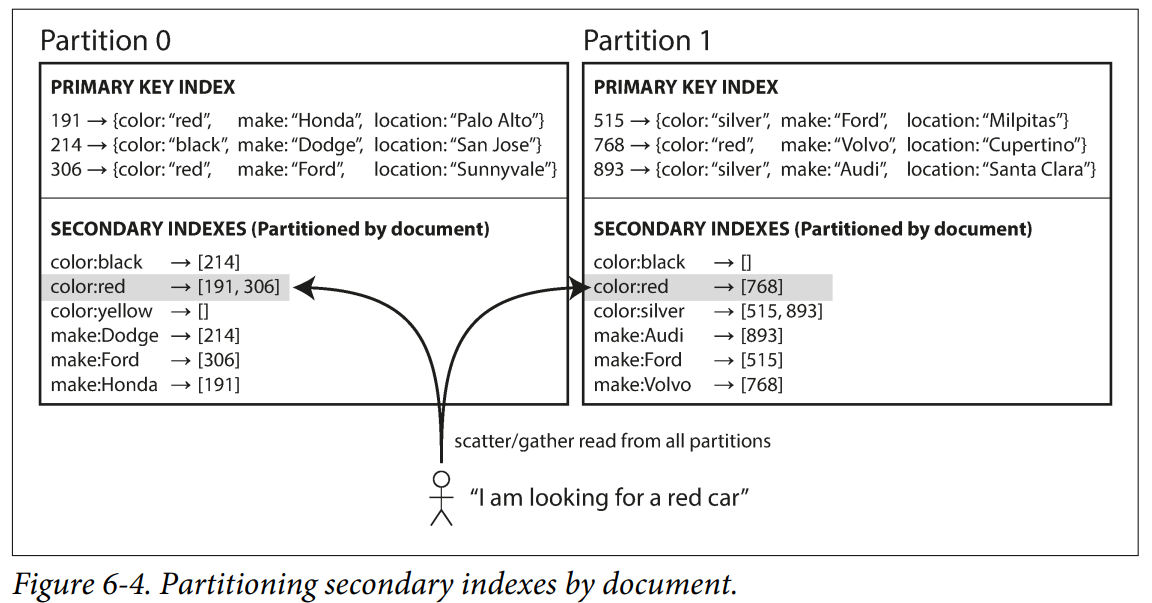 Partition 0
PRIMARY KEY INDEX
191 → {color: “red”, make: “Honda”, location: “Palo Alto”}
214 → {color: “black”, make: “Dodge”, location: “San Jose”}
306 → {color: “red”, make: “Ford”, location: “Sunnyvale”}
SECONDARY INDEXES (Partitioned by document)
color:black → [214]
color:red → [191, 306]
color:yellow → []
make:Dodge → [214]
make:Ford → [306]
make:Honda → [191]
Partition 1
PRIMARY KEY INDEX
515 → {color: “silver”, make: “Ford”, location: “Milpitas”}
768 → {color: “red”, make: “Volvo”, location: “Cupertino”}
893 → {color: “silver”, make: “Audi”, location: “Santa Clara”}
SECONDARY INDEXES (Partitioned by document)
color:black → []
color:red → [768]
color:silver → [515, 893]
make:Audi → [893]
make:Ford → [515]
make:Volvo → [768]
scatter/gather read from all partitions
“I am looking for a red car”
Figure 6-4. Partitioning secondary indexes by document.